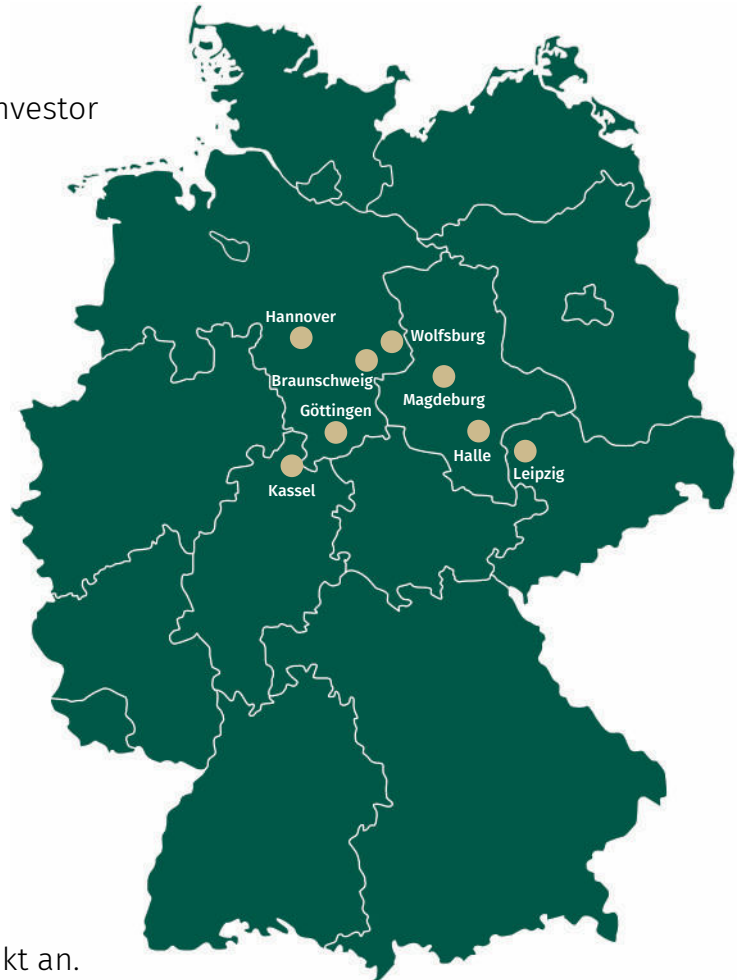 nvestor
Hannover
Wolfsburg
Braunschweig
Magdeburg
Göttingen
Halle
Leipzig
Kassel
kt an.